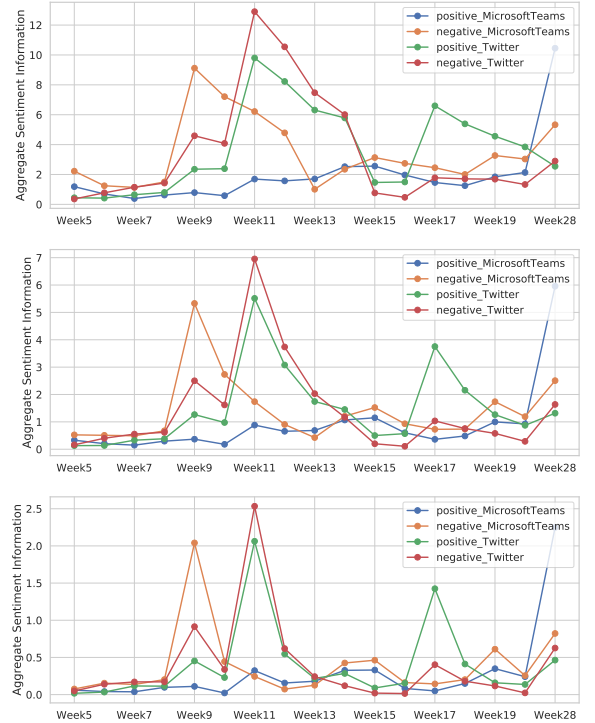 Aggregate Sentiment Information
12
10
8
6
4
2
0
positive_MicrosoftTeams
negative_MicrosoftTeams
positive_Twitter
negative_Twitter
Week5 Week7 Week9 Week11 Week13 Week15 Week17 Week19 Week28
Aggregate Sentiment Information
7
6
5
4
3
2
1
0
positive_MicrosoftTeams
negative_MicrosoftTeams
positive_Twitter
negative_Twitter
Week5 Week7 Week9 Week11 Week13 Week15 Week17 Week19 Week28
Aggregate Sentiment Information
2.5
2.0
1.5
1.0
0.5
0.0
positive_MicrosoftTeams
negative_MicrosoftTeams
positive_Twitter
negative_Twitter
Week5 Week7 Week9 Week11 Week13 Week15 Week17 Week19 Week28